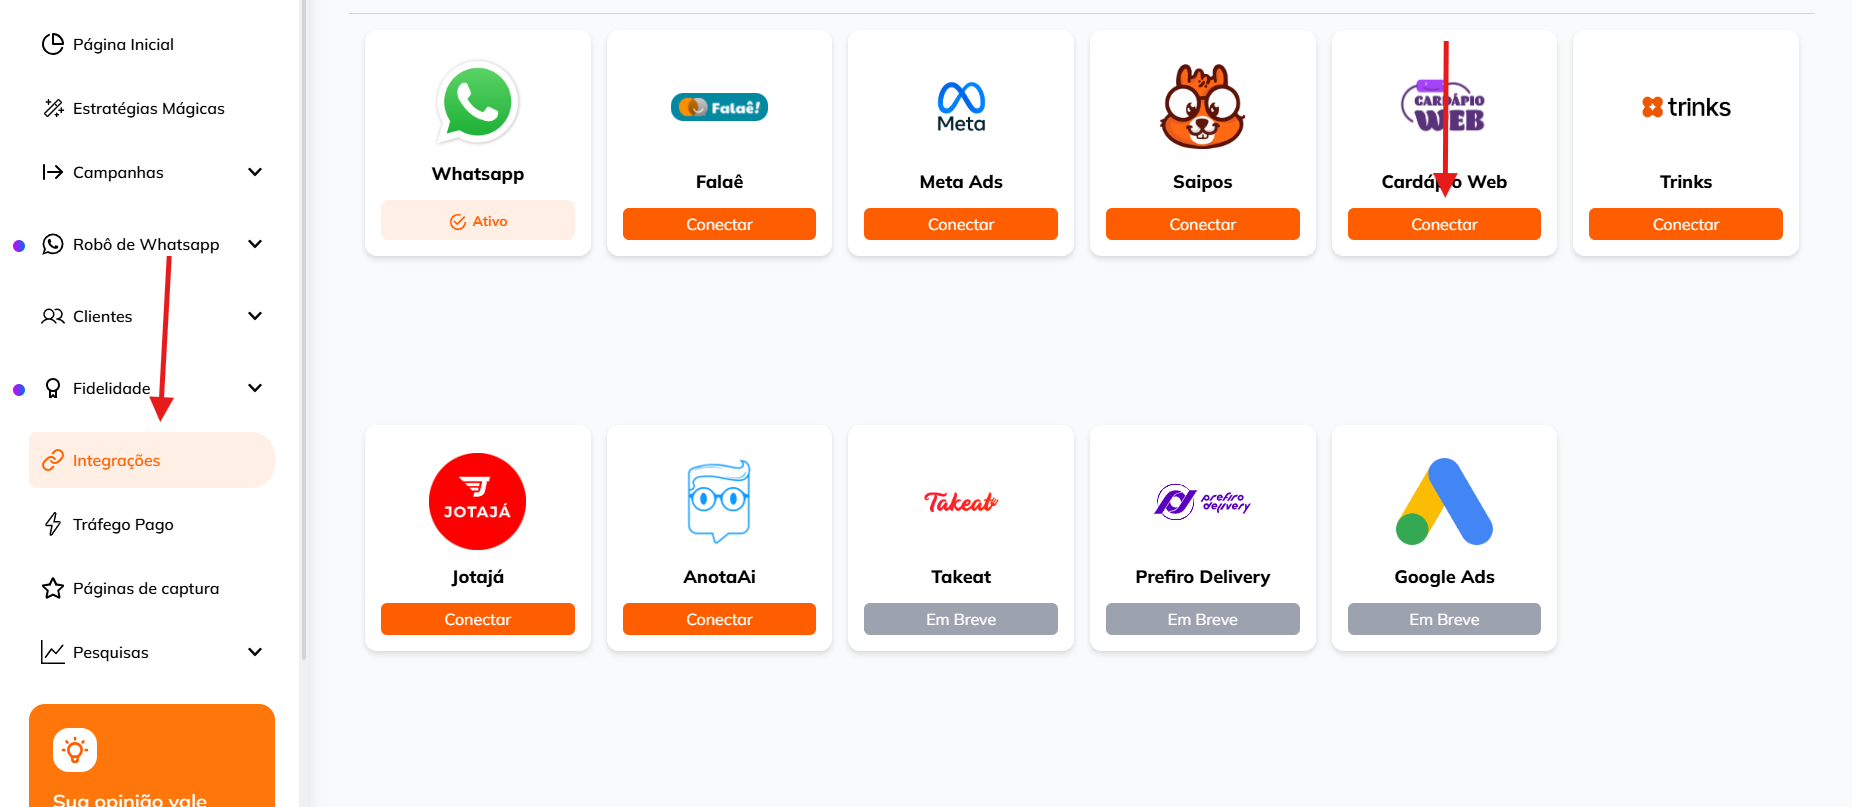 Página Inicial
Estratégias Mágicas
Campanhas
Robô de Whatsapp
Clientes
Fidelidade
Integrações
Tráfego Pago
Páginas de captura
Pesquisas
Sua opinião vale
Whatsapp
Ativo
Falaê!
Falaê
Conectar
Meta
Meta Ads
Conectar
Saipos
Conectar
CARDÁPIO
WEB
Cardápio Web
Conectar
trinks
Trinks
Conectar
JOTAJÁ
Jotajá
Conectar
AnotaAi
Conectar
Takeat
Takeat
Em Breve
prefiro
delivery
Prefiro Delivery
Em Breve
Google Ads
Em Breve